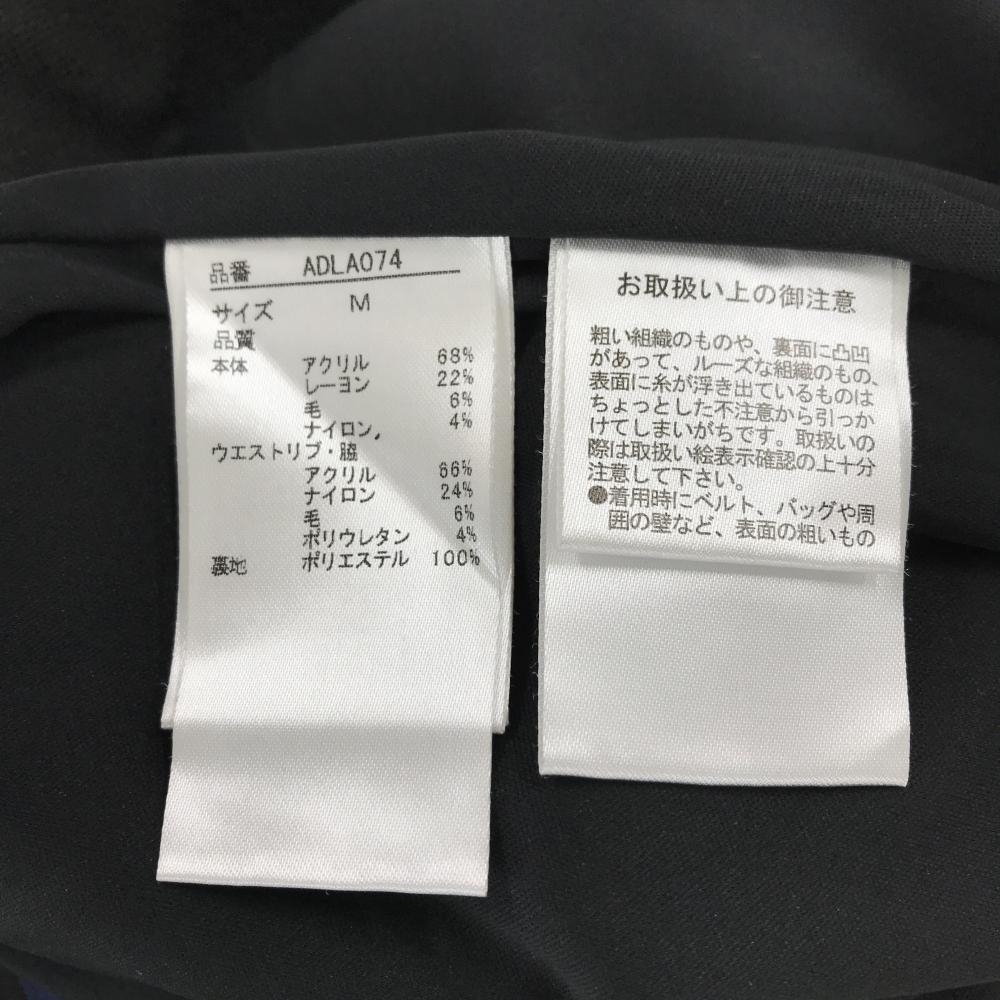 品番 ADLA074
サイズ M
品質
本体 アクリル 68%
レーヨン 22%
毛 6%
ナイロン, 4%
ウエストリブ・脇
アクリル 66%
ナイロン 24%
毛 6%
ポリウレタン 4%
裏地 ポリエステル 100%
お取扱い上の御注意
粗い組織のものや、裏面に凸凹
があって、ルーズな組織のもの、
表面に糸が浮き出ているものは
ちょっとした不注意から引っか
けてしまいがちです。取扱いの
際は取扱い絵表示確認の上十分
注意して下さい。
●着用時にベルト、バッグや周
囲の壁など、表面の粗いもの